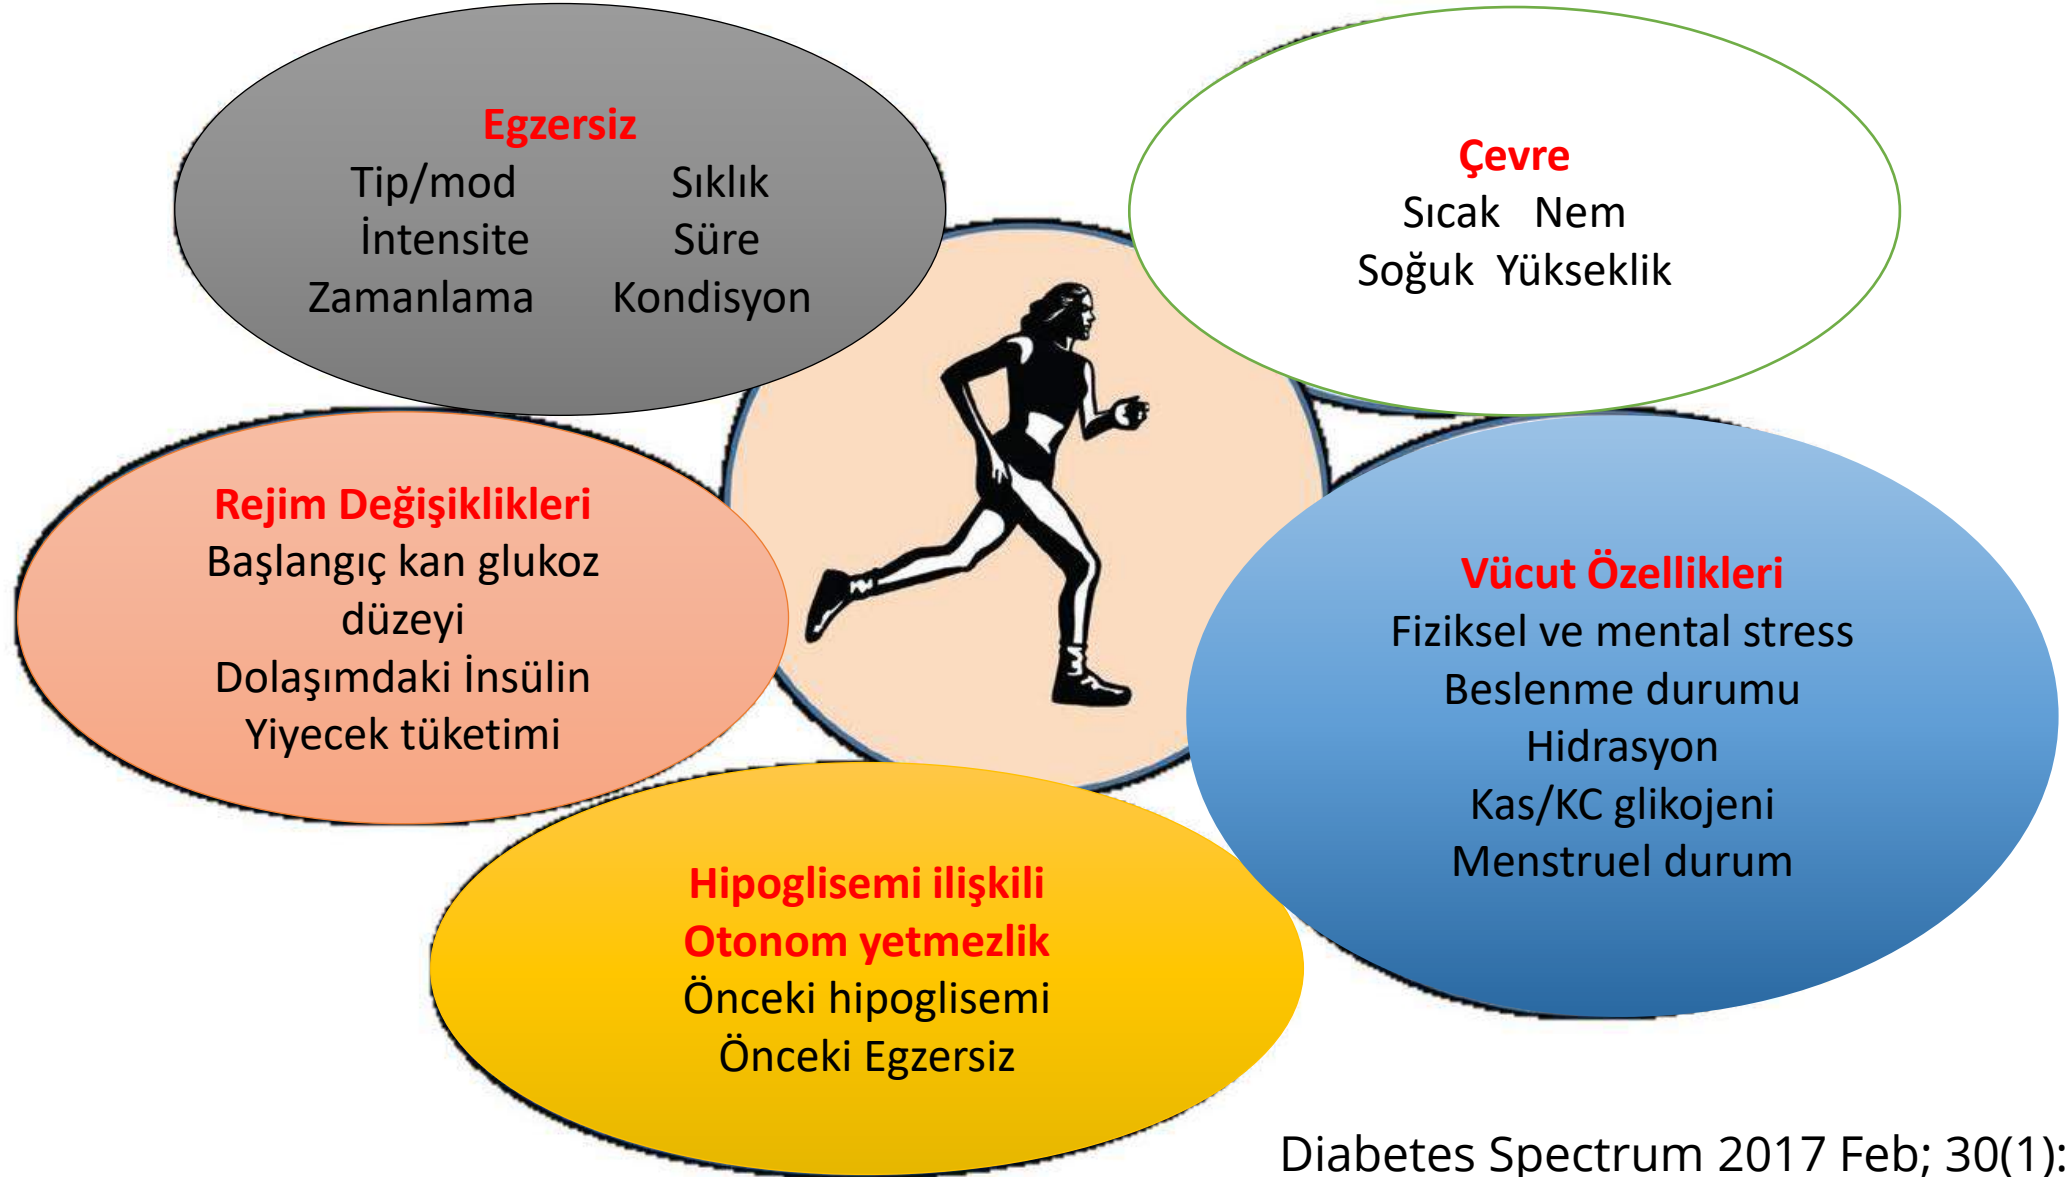 Egzersiz
Tip/mod Sıklık
İntensite Süre
Zamanlama Kondisyon
Çevre
Sıcak Nem
Soğuk Yükseklik
Rejim Değişiklikleri
Başlangıç kan glukoz
düzeyi
Dolaşımdaki İnsülin
Yiyecek tüketimi
Vücut Özellikleri
Fiziksel ve mental stress
Beslenme durumu
Hidrasyon
Kas/KC glikojeni
Menstruel durum
Hipoglisemi ilişkili
Otonom yetmezlik
Önceki hipoglisemi
Önceki Egzersiz
Diabetes Spectrum 2017 Feb; 30(1):